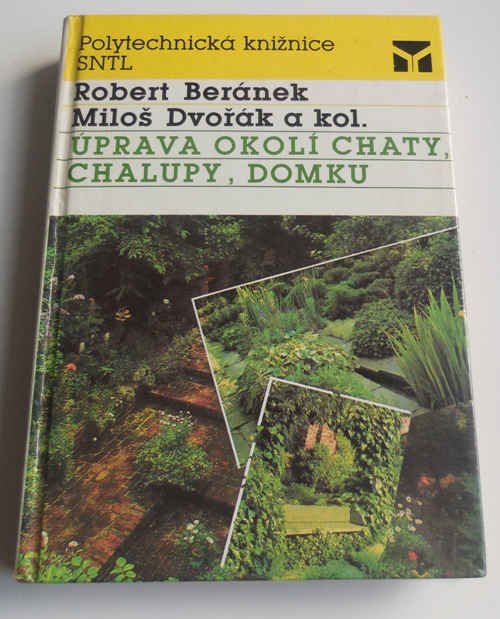 Polytechnická knižnice
SNTL
Robert Beránek
Miloš Dvořák a kol.
ÚPRAVA OKOLÍ CHATY,
CHALUPY, DOMKU